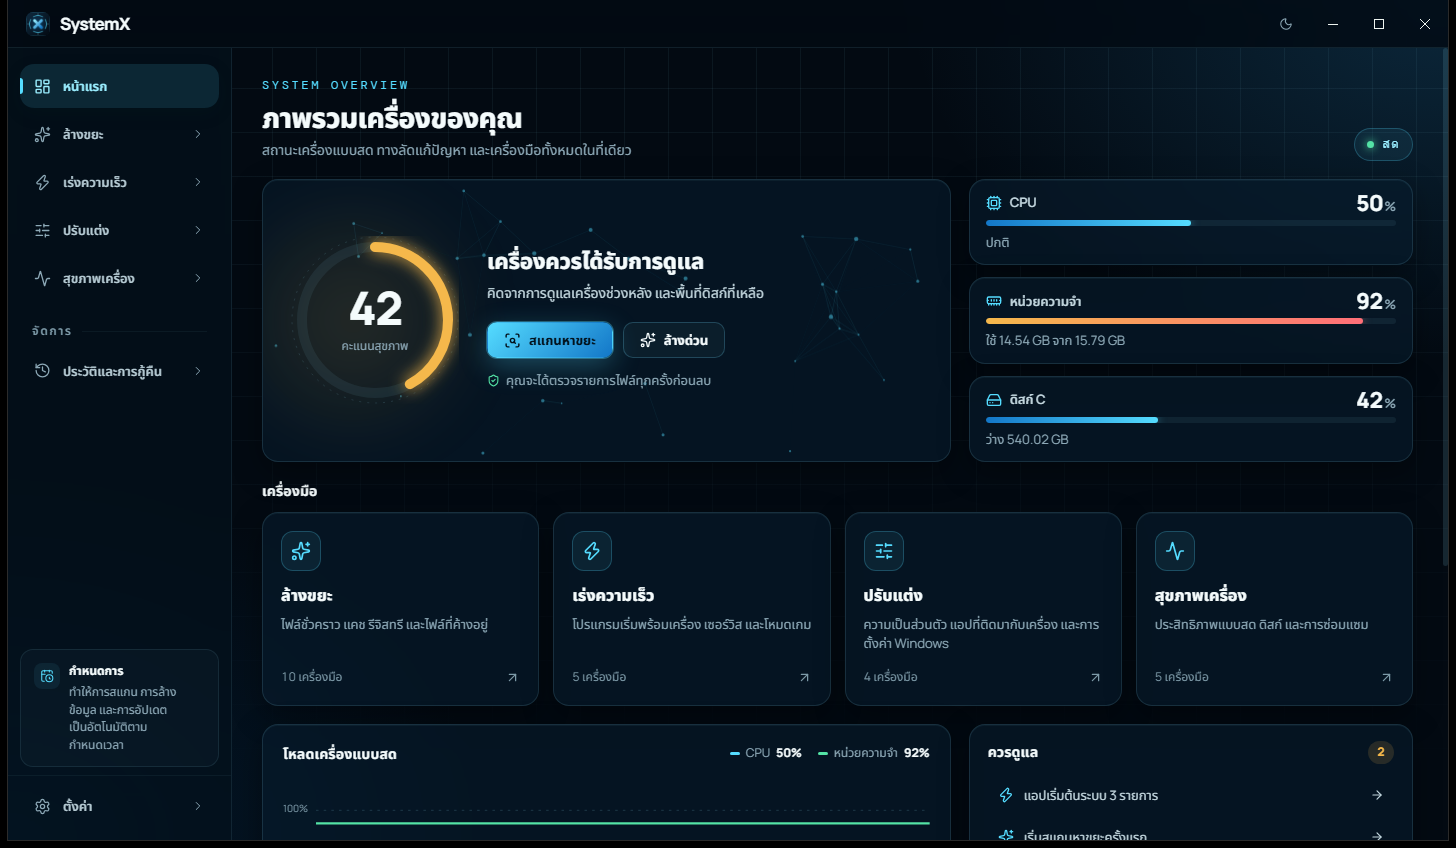 SystemX
หน้าแรก
ล้างขยะ
เร่งความเร็ว
ปรับแต่ง
สุขภาพเครื่อง
จัดการ
ประวัติและการกู้คืน
กำหนดการ
ทำให้การสแกน การล้าง
ข้อมูล และการอัปเดต
เป็นอัตโนมัติตาม
กำหนดเวลา
ตั้งค่า
SYSTEM OVERVIEW
ภาพรวมเครื่องของคุณ
สถานะเครื่องแบบสด ทางลัดแก้ปัญหา และเครื่องมือทั้งหมดในที่เดียว
สด
42
คะแนนสุขภาพ
เครื่องควรได้รับการดูแล
คิดจากการดูแลเครื่องช่วงหลัง และพื้นที่ดิสก์ที่เหลือ
สแกนหาขยะ
ล้างด่วน
คุณจะได้ตรวจรายการไฟล์ทุกครั้งก่อนลบ
CPU 50%
ปกติ
หน่วยความจำ 92%
ใช้ 14.54 GB จาก 15.79 GB
ดิสก์ C 42%
ว่าง 540.02 GB
เครื่องมือ
ล้างขยะ
ไฟล์ชั่วคราว แคช รีจิสทรี และไฟล์ที่ค้างอยู่
10 เครื่องมือ
เร่งความเร็ว
โปรแกรมเริ่มพร้อมเครื่อง เซอร์วิส และโหมดเกม
5 เครื่องมือ
ปรับแต่ง
ความเป็นส่วนตัว แอปที่ติดมากับเครื่อง และการ
ตั้งค่า Windows
4 เครื่องมือ
สุขภาพเครื่อง
ประสิทธิภาพแบบสด ดิสก์ และการซ่อมแซม
5 เครื่องมือ
โหลดเครื่องแบบสด
CPU 50%
หน่วยความจำ 92%
100%
ควรดูแล
2
แอปเริ่มต้นระบบ 3 รายการ
เริ่มสแกนหาขยะครั้งแรก